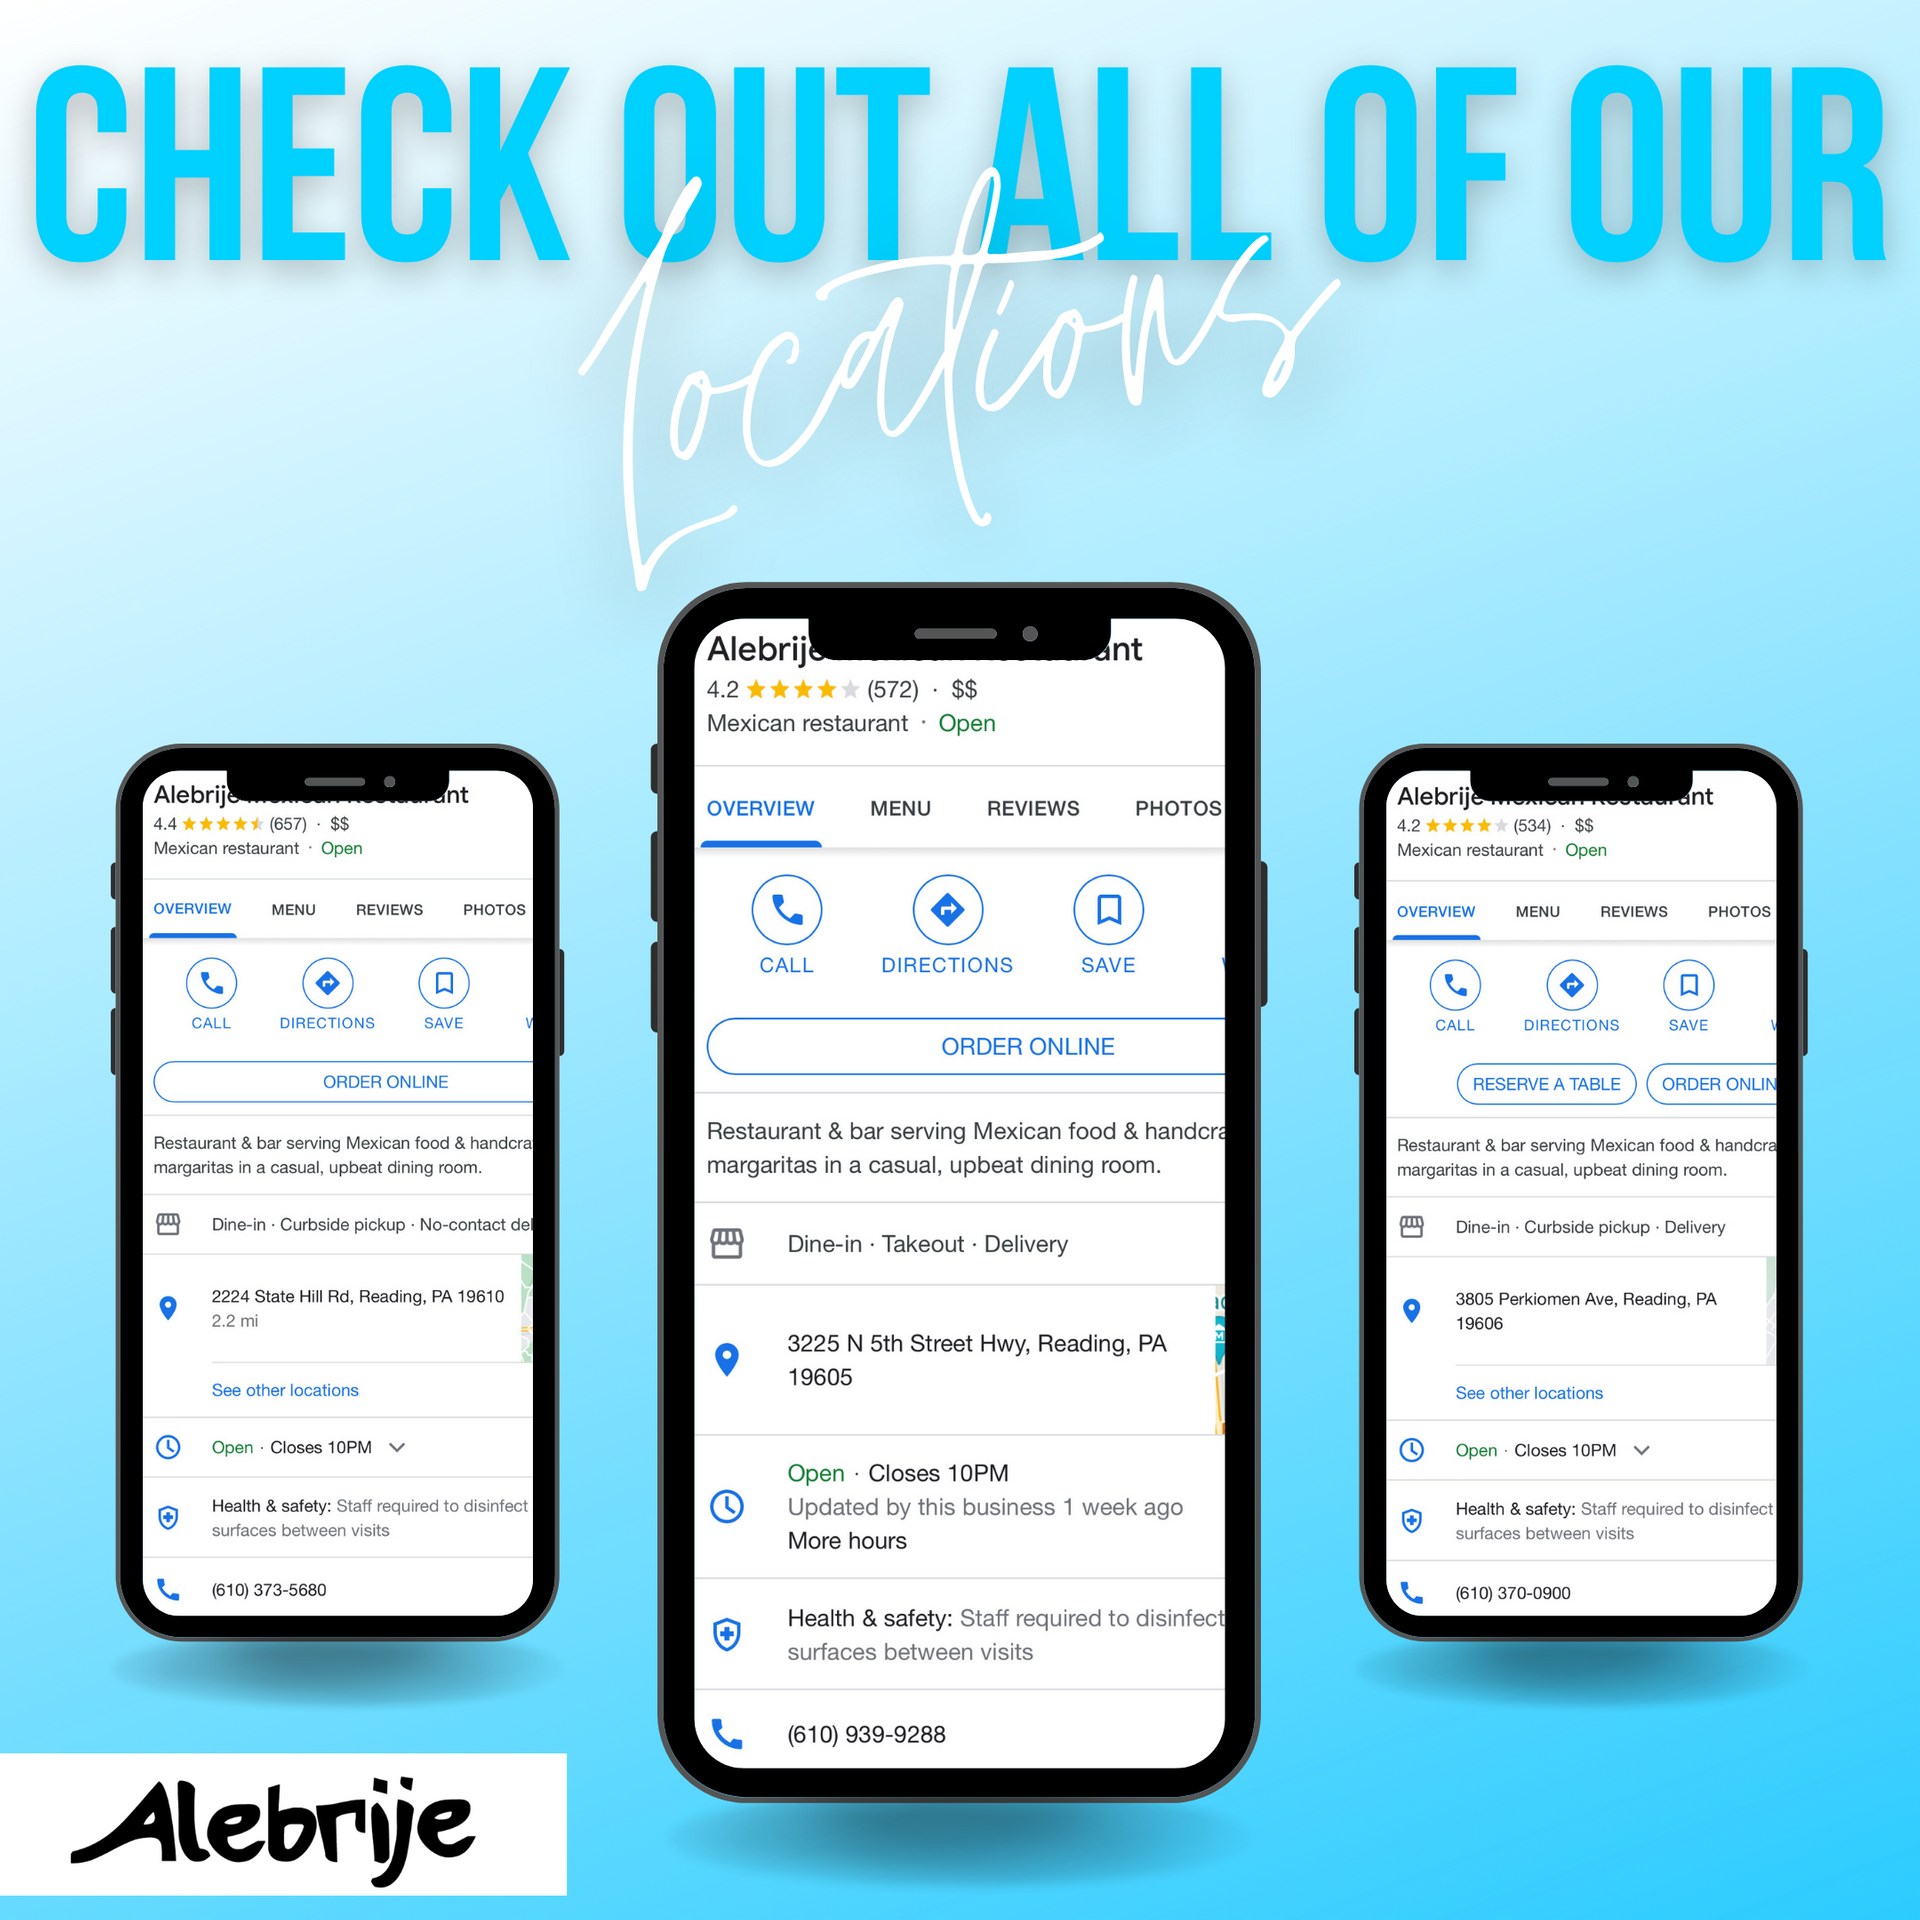 CHECK OUT ALL OF OUR
Locations
Alebrije Mexican Restaurant
4.4 (657) · $$
Mexican restaurant · Open
OVERVIEW MENU REVIEWS PHOTOS
CALL DIRECTIONS SAVE
ORDER ONLINE
Restaurant & bar serving Mexican food & handcra
margaritas in a casual, upbeat dining room.
Dine-in · Curbside pickup · No-contact del
2224 State Hill Rd, Reading, PA 19610
2.2 mi
See other locations
Open · Closes 10PM
Health & safety: Staff required to disinfect
surfaces between visits
(610) 373-5680
Alebrije Mexican Restaurant
4.2 (572) · $$
Mexican restaurant · Open
OVERVIEW MENU REVIEWS PHOTOS
CALL DIRECTIONS SAVE
ORDER ONLINE
Restaurant & bar serving Mexican food & handcra
margaritas in a casual, upbeat dining room.
Dine-in · Takeout · Delivery
3225 N 5th Street Hwy, Reading, PA
19605
Open · Closes 10PM
Updated by this business 1 week ago
More hours
Health & safety: Staff required to disinfect
surfaces between visits
(610) 939-9288
Alebrije Mexican Restaurant
4.2 (534) · $$
Mexican restaurant · Open
OVERVIEW MENU REVIEWS PHOTOS
CALL DIRECTIONS SAVE
RESERVE A TABLE ORDER ONLIN
Restaurant & bar serving Mexican food & handcra
margaritas in a casual, upbeat dining room.
Dine-in · Curbside pickup · Delivery
3805 Perkiomen Ave, Reading, PA
19606
See other locations
Open · Closes 10PM
Health & safety: Staff required to disinfect
surfaces between visits
(610) 370-0900
Alebrije